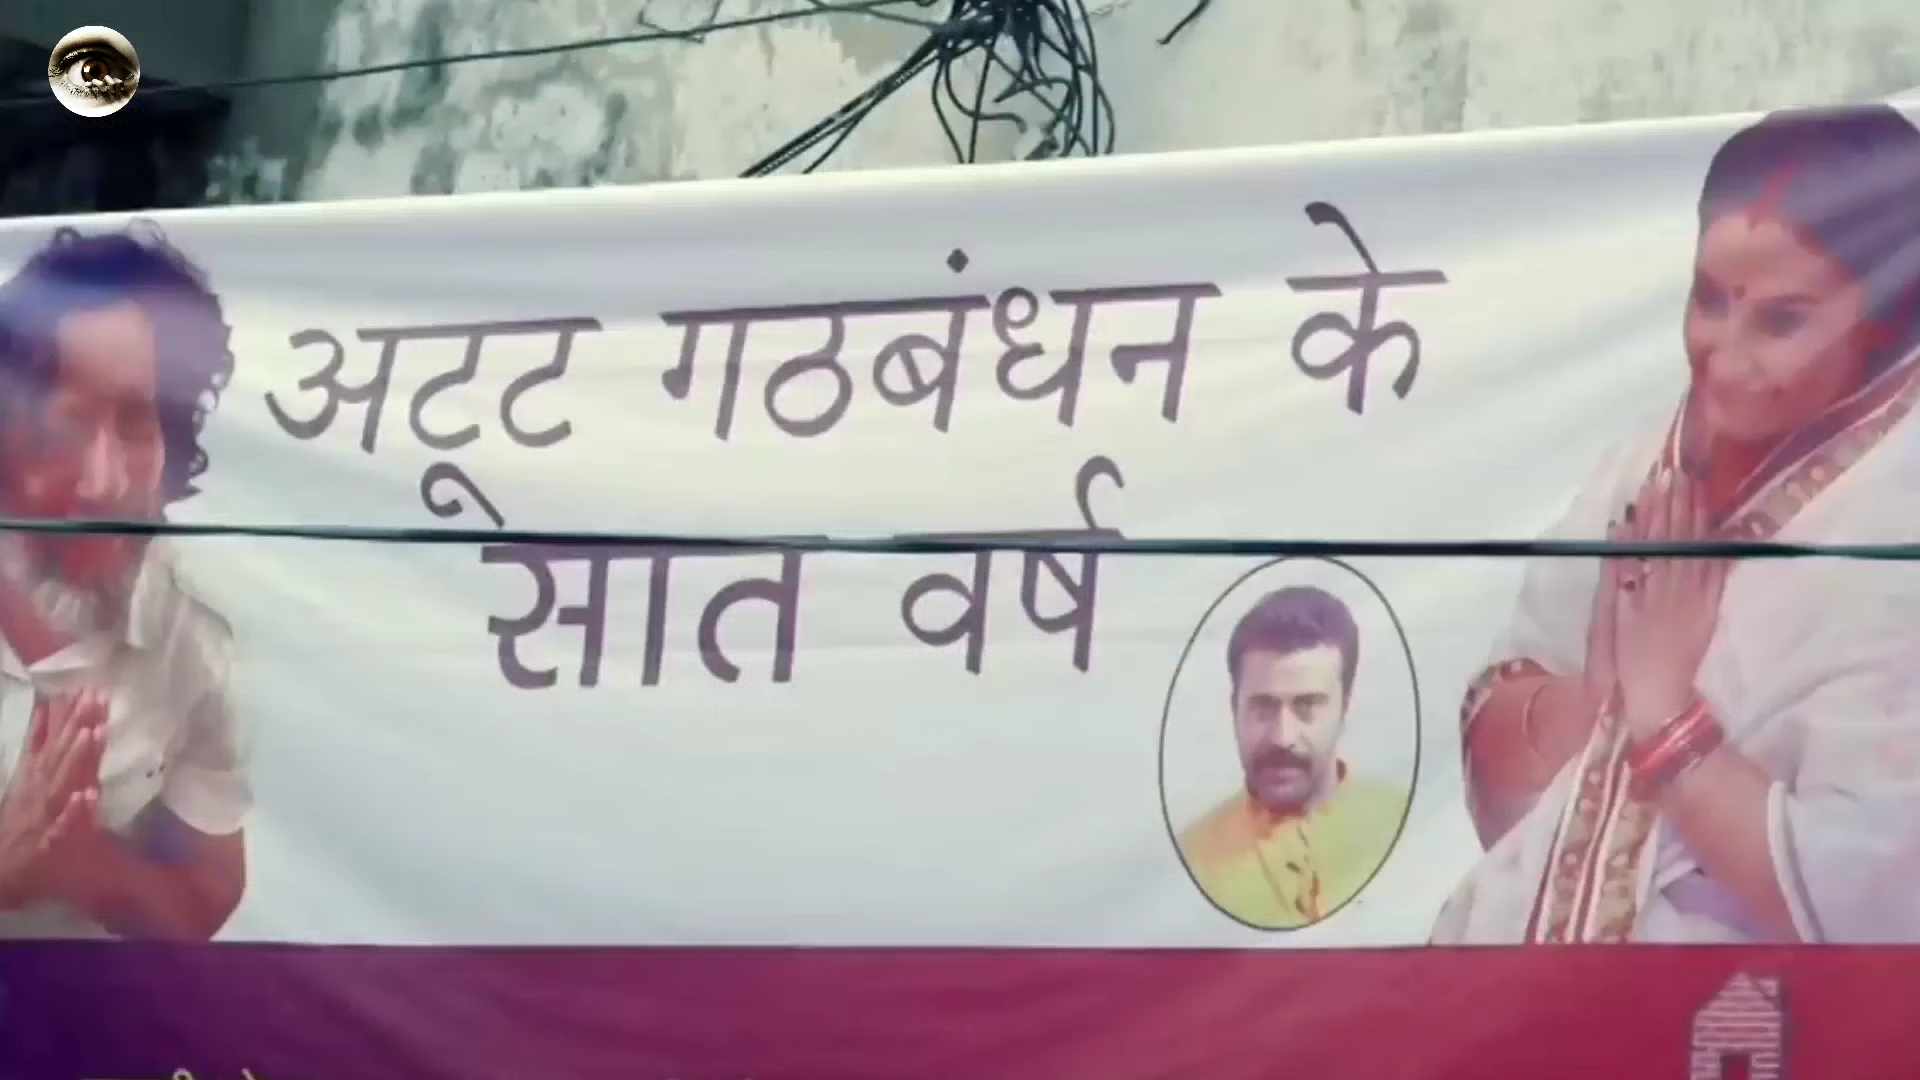 अटूट गठबंधन के
सात वर्ष